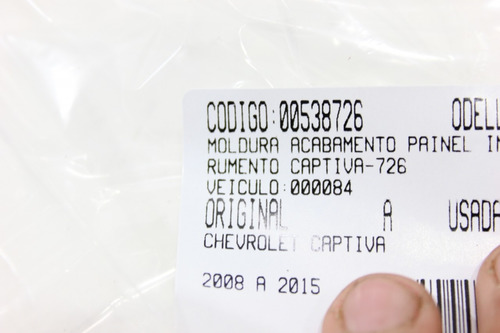 CODIGO:00538726 ODELL
MOLDURA ACABAMENTO PAINEL IN
RUMENTO CAPTIVA-726
VEICULO:000084
ORIGINAL A USADA
CHEVROLET CAPTIVA
2008 A 2015